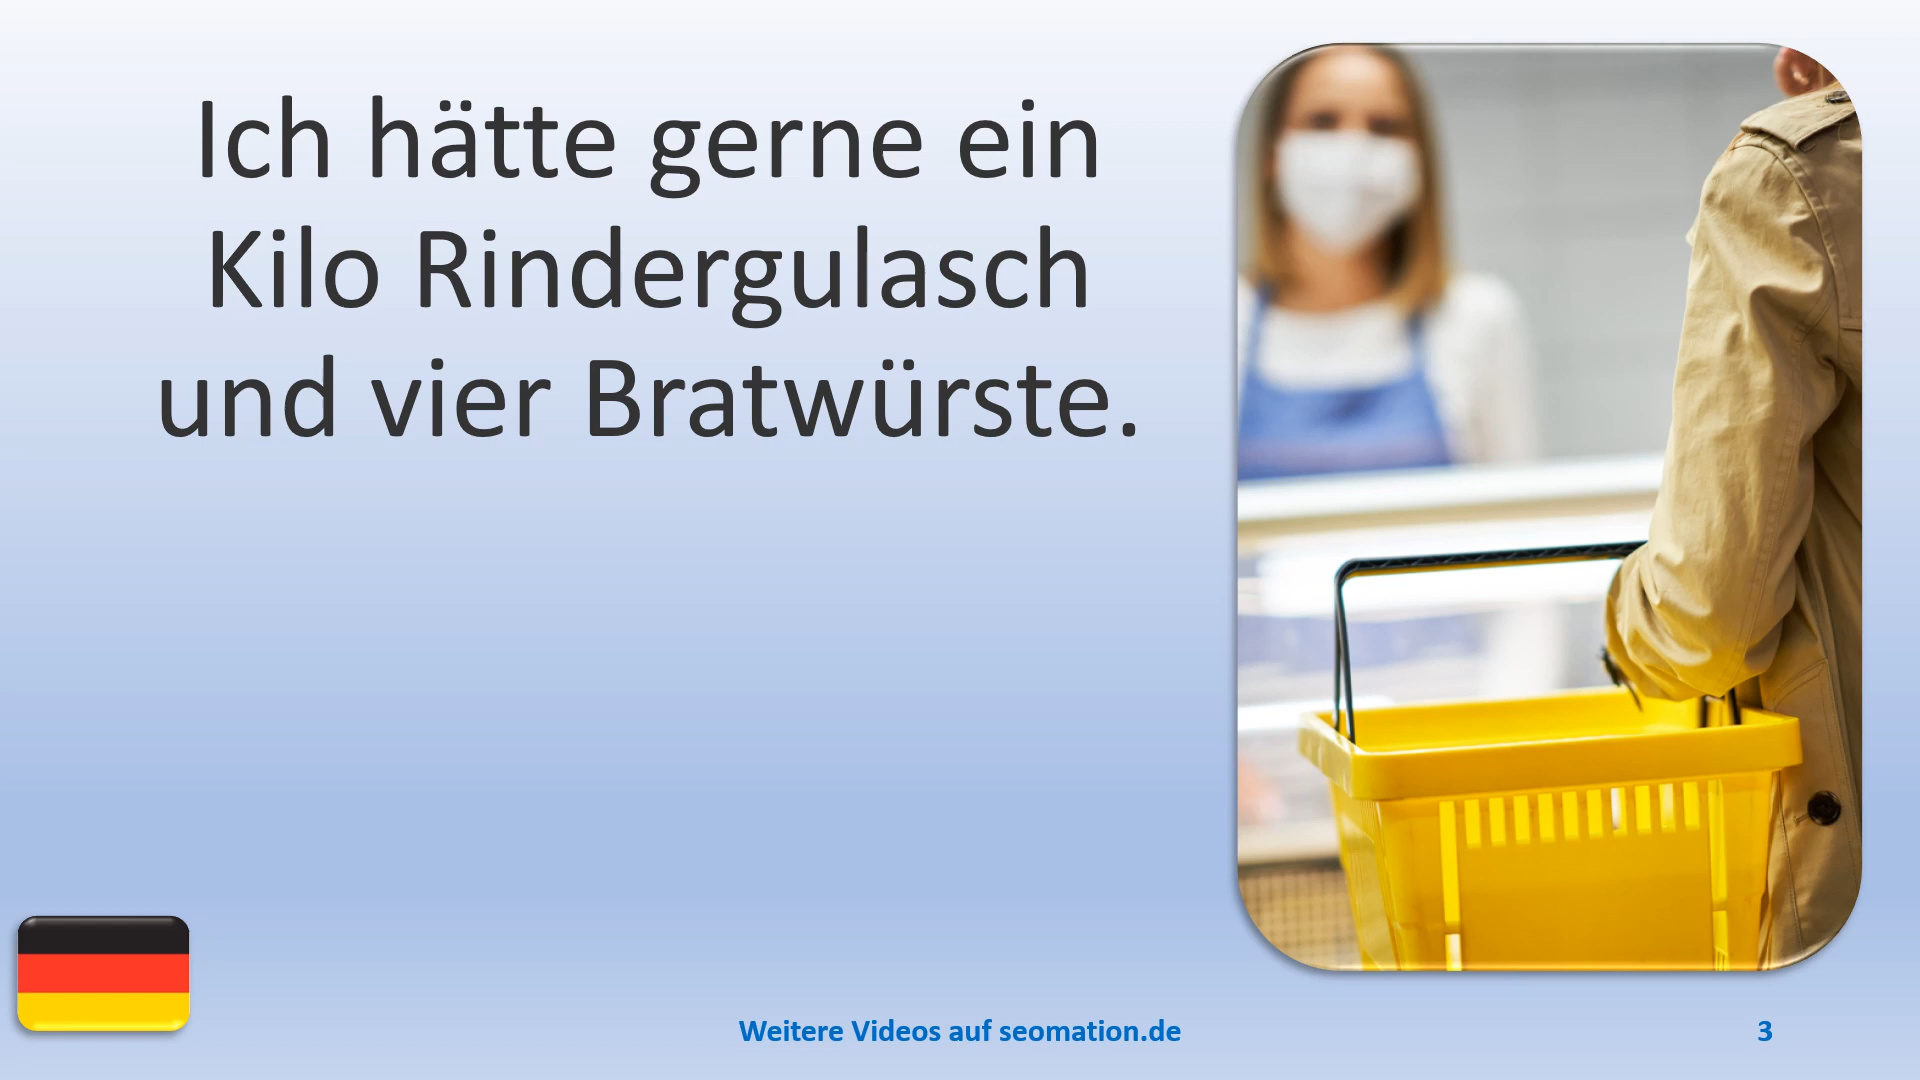 Ich hätte gerne ein
Kilo Rindergulasch
und vier Bratwürste.
Weitere Videos auf seomation.de
3